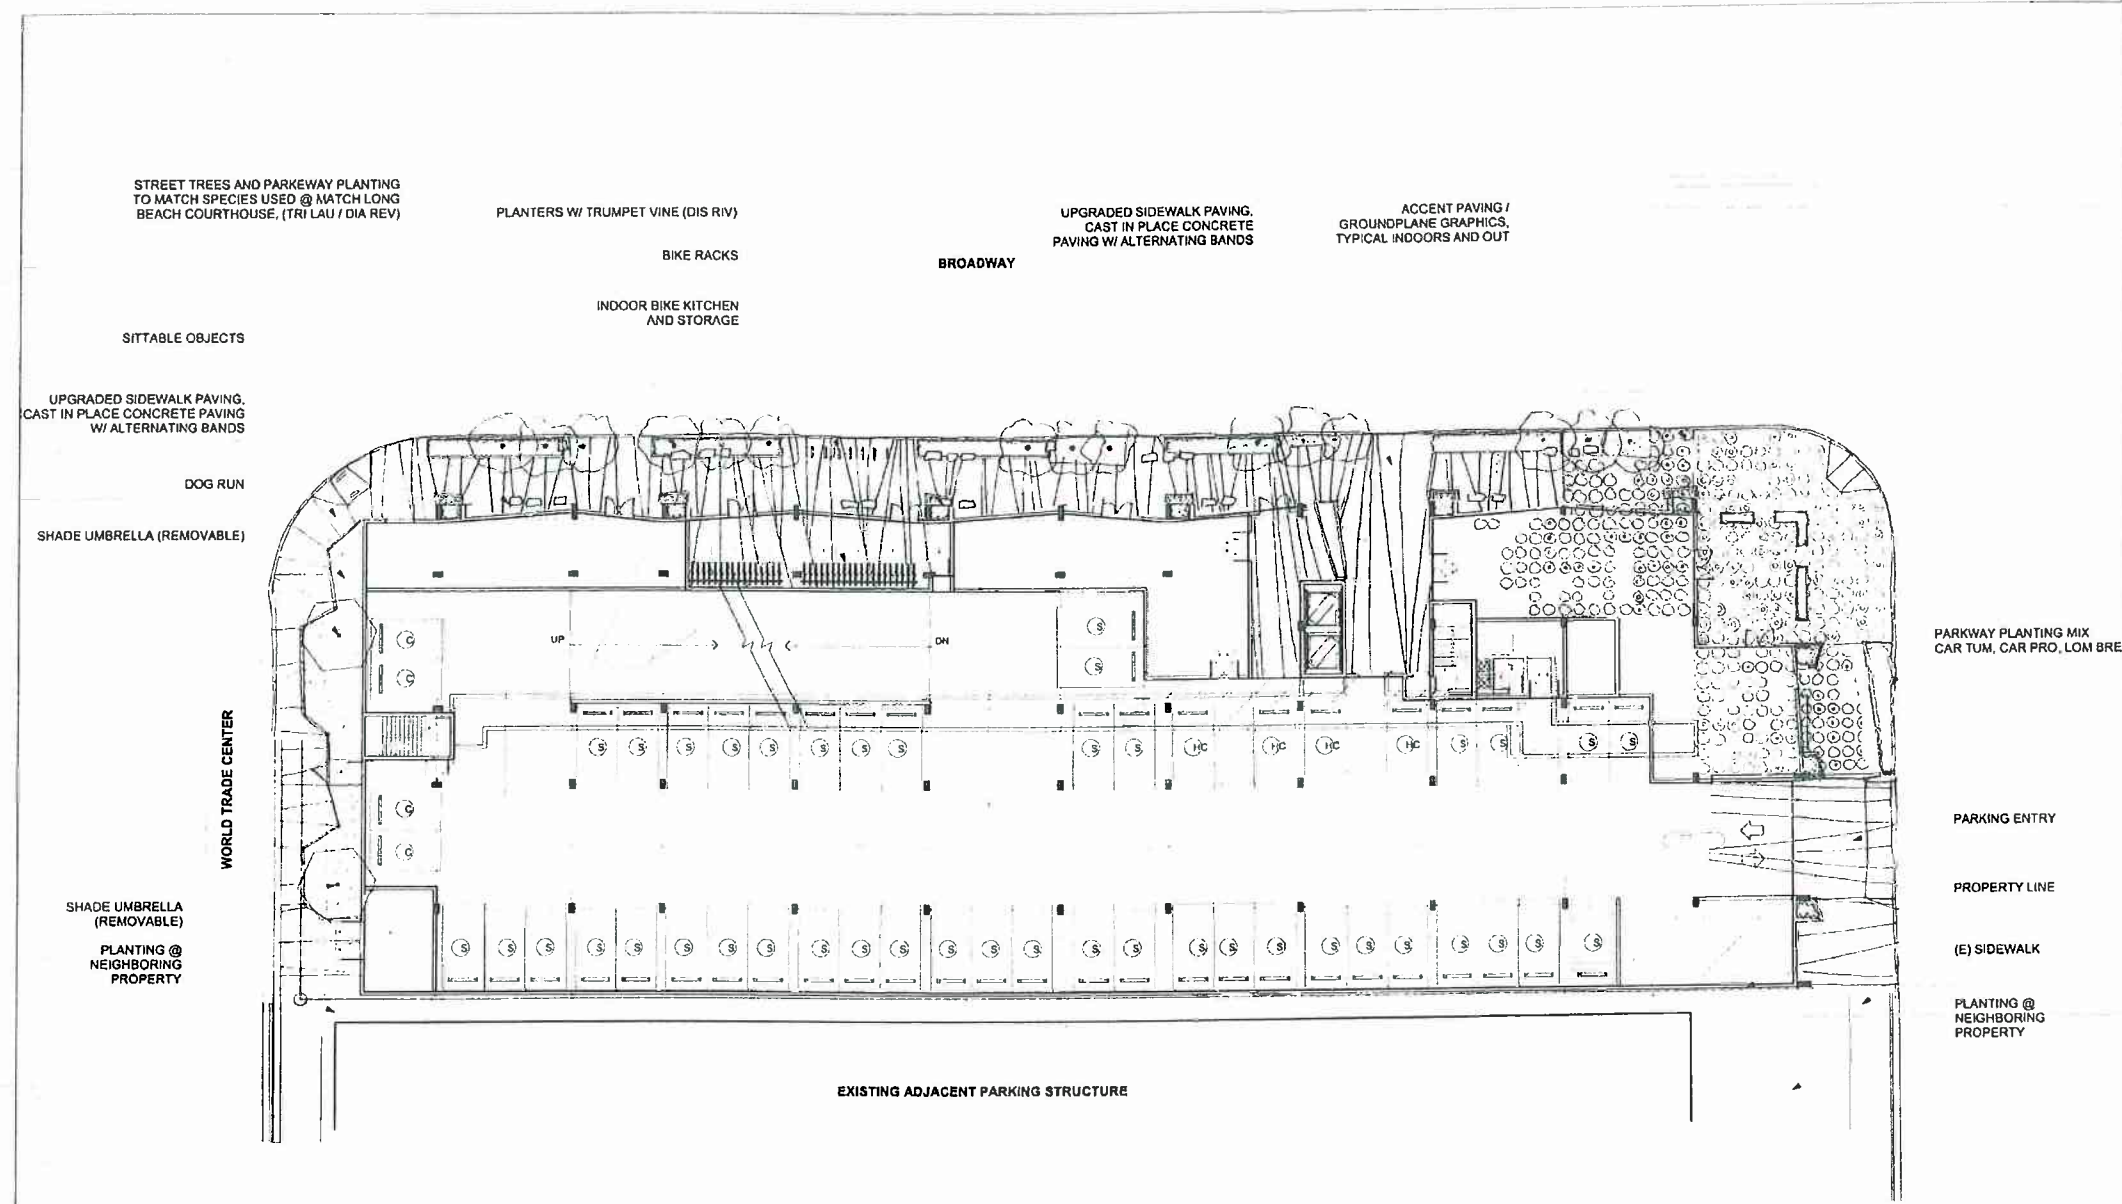 STREET TREES AND PARKEWAY PLANTING
TO MATCH SPECIES USED @ MATCH LONG
BEACH COURTHOUSE, (TRI LAU / DIA REV)
PLANTERS W/ TRUMPET VINE (DIS RIV)
BIKE RACKS
INDOOR BIKE KITCHEN
AND STORAGE
BROADWAY
UPGRADED SIDEWALK PAVING,
CAST IN PLACE CONCRETE
PAVING W/ ALTERNATING BANDS
ACCENT PAVING /
GROUNDPLANE GRAPHICS,
TYPICAL INDOORS AND OUT
SITTABLE OBJECTS
UPGRADED SIDEWALK PAVING,
CAST IN PLACE CONCRETE PAVING
W/ ALTERNATING BANDS
DOG RUN
SHADE UMBRELLA (REMOVABLE)
WORLD TRADE CENTER
SHADE UMBRELLA
(REMOVABLE)
PLANTING @
NEIGHBORING
PROPERTY
C
C
UP
DN
S
S
S S S S S S S S S S HC HC HC HC S S S S
C
C
S S S S S S S S S S S S S S S S S S S S S S S S S S
PARKWAY PLANTING MIX
CAR TUM, CAR PRO, LOM BRE
PARKING ENTRY
PROPERTY LINE
(E) SIDEWALK
PLANTING @
NEIGHBORING
PROPERTY
EXISTING ADJACENT PARKING STRUCTURE